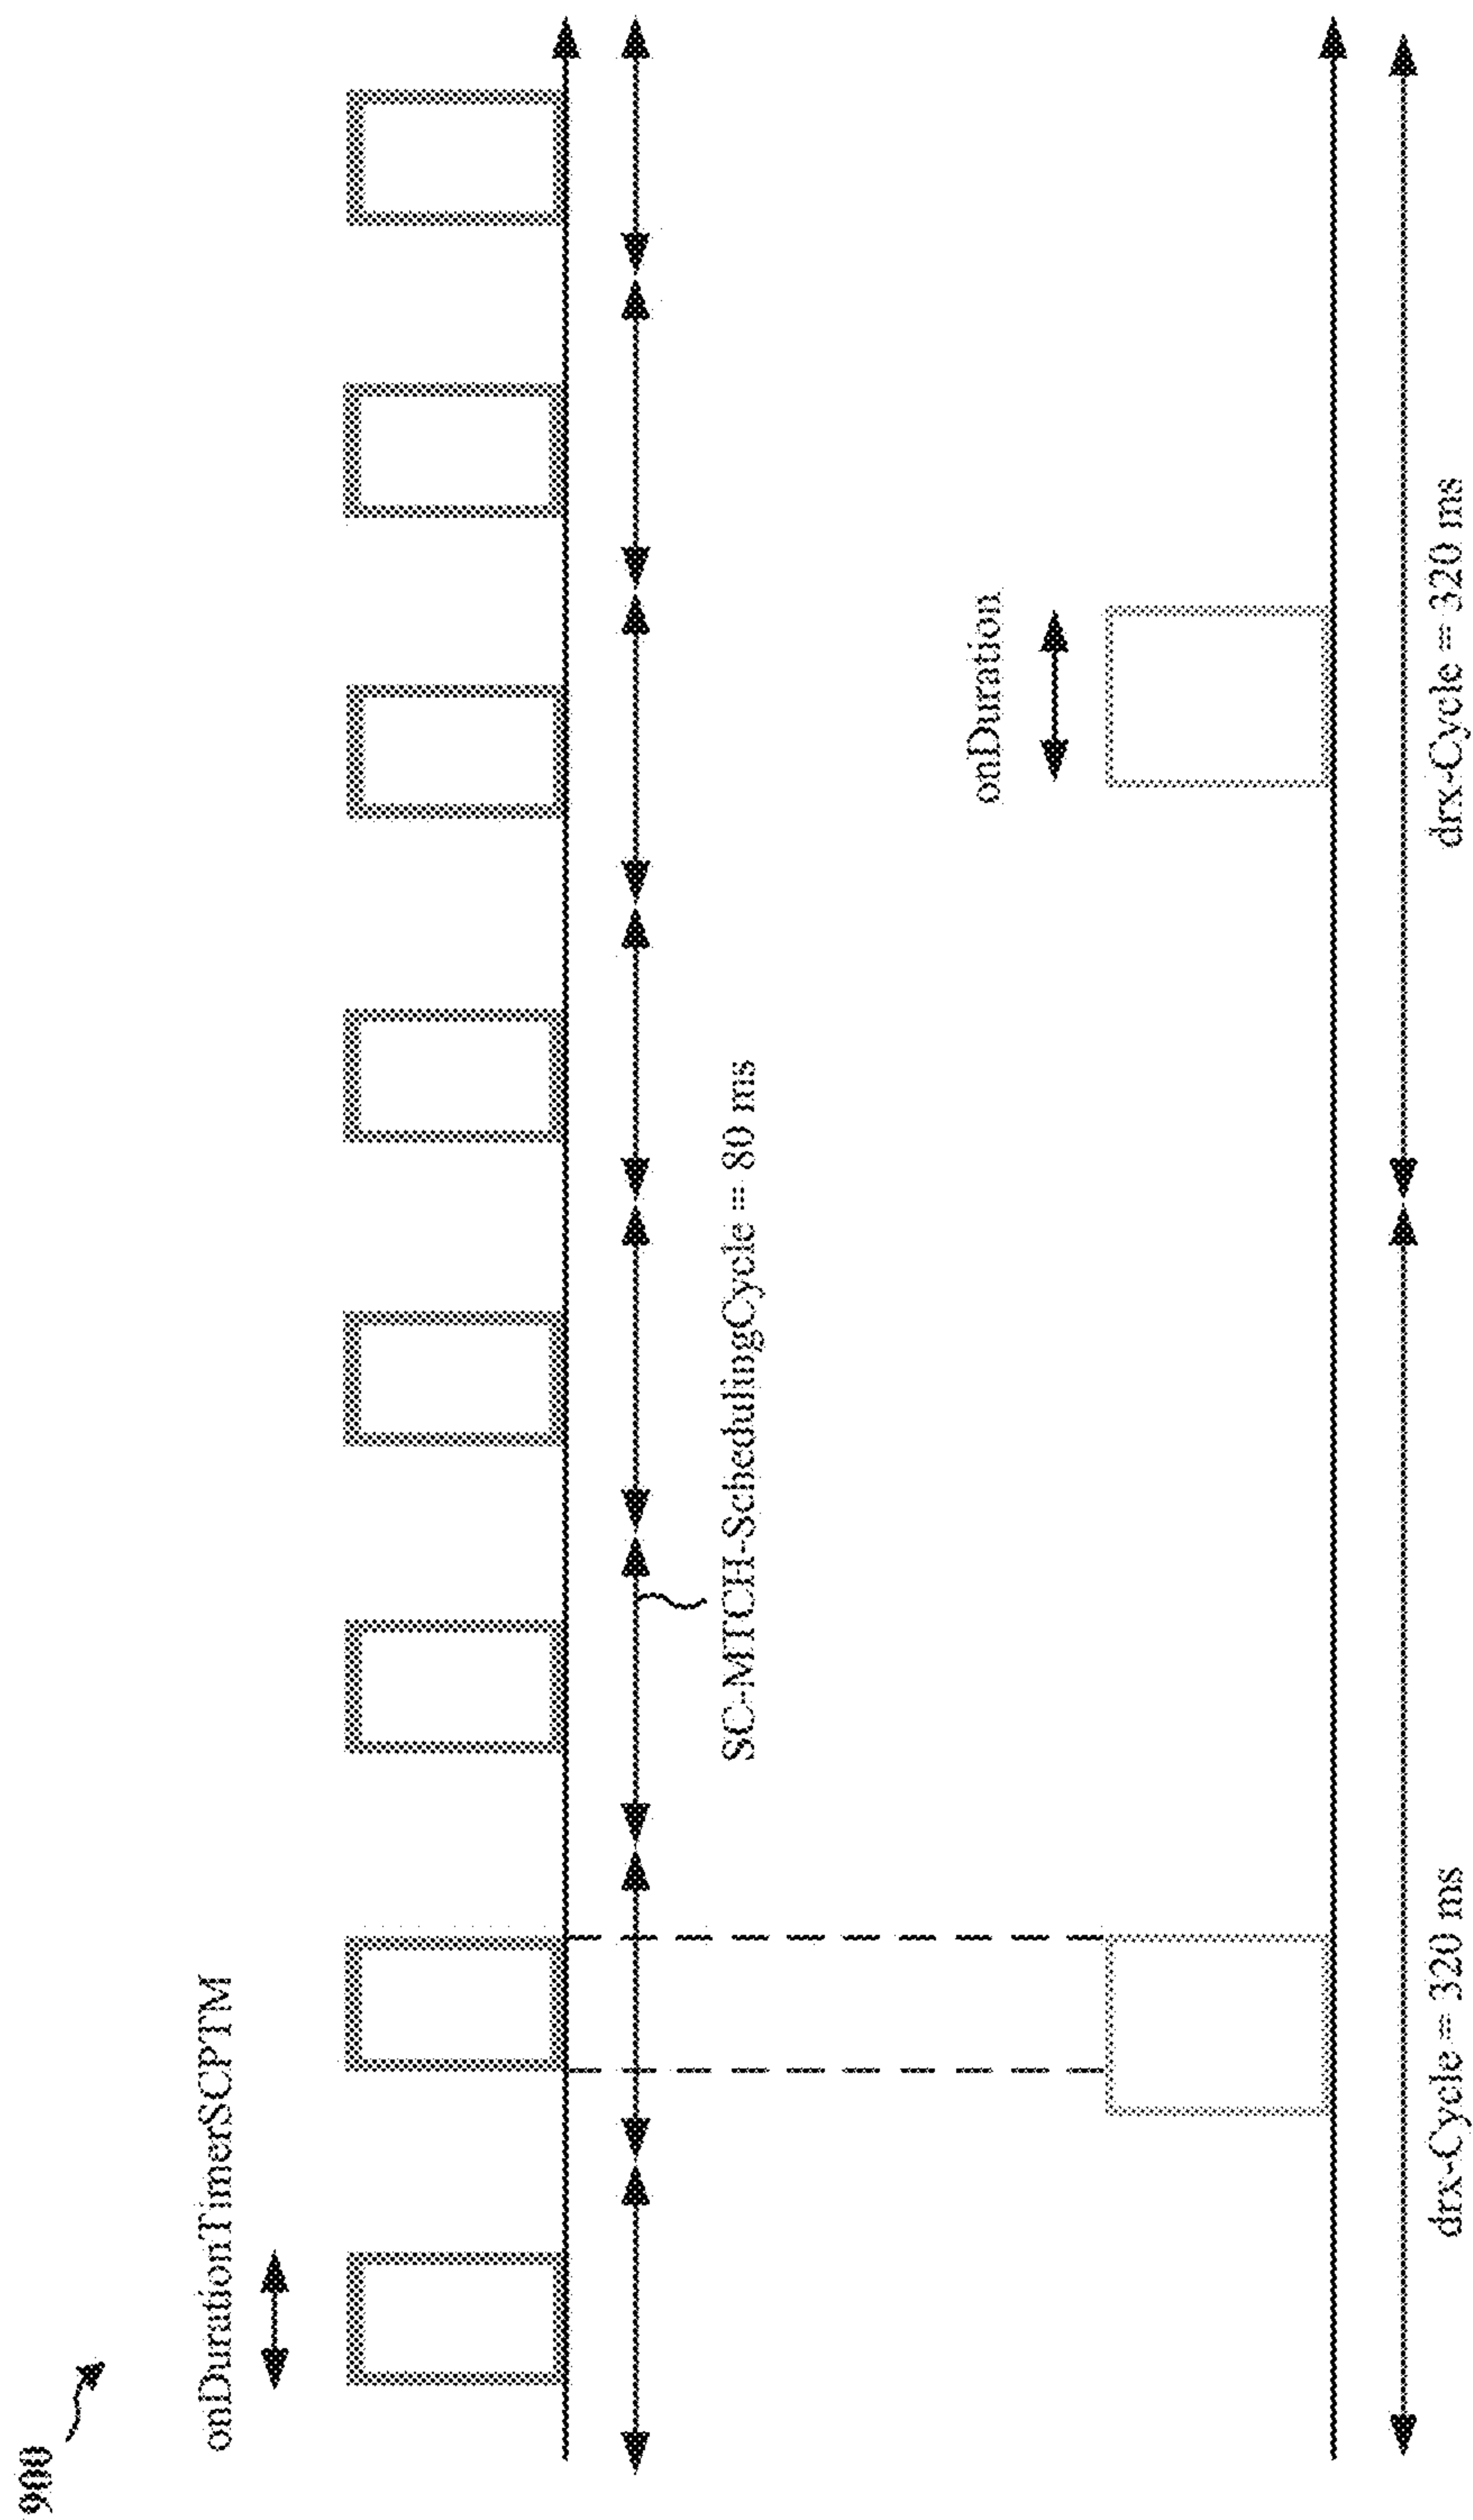 900
onDurationTimerSCPTM
SC-MTCH-SchedulingCycle = 80 ms
onDuration
drx-Cycle = 320 ms
drx-Cycle = 320 ms